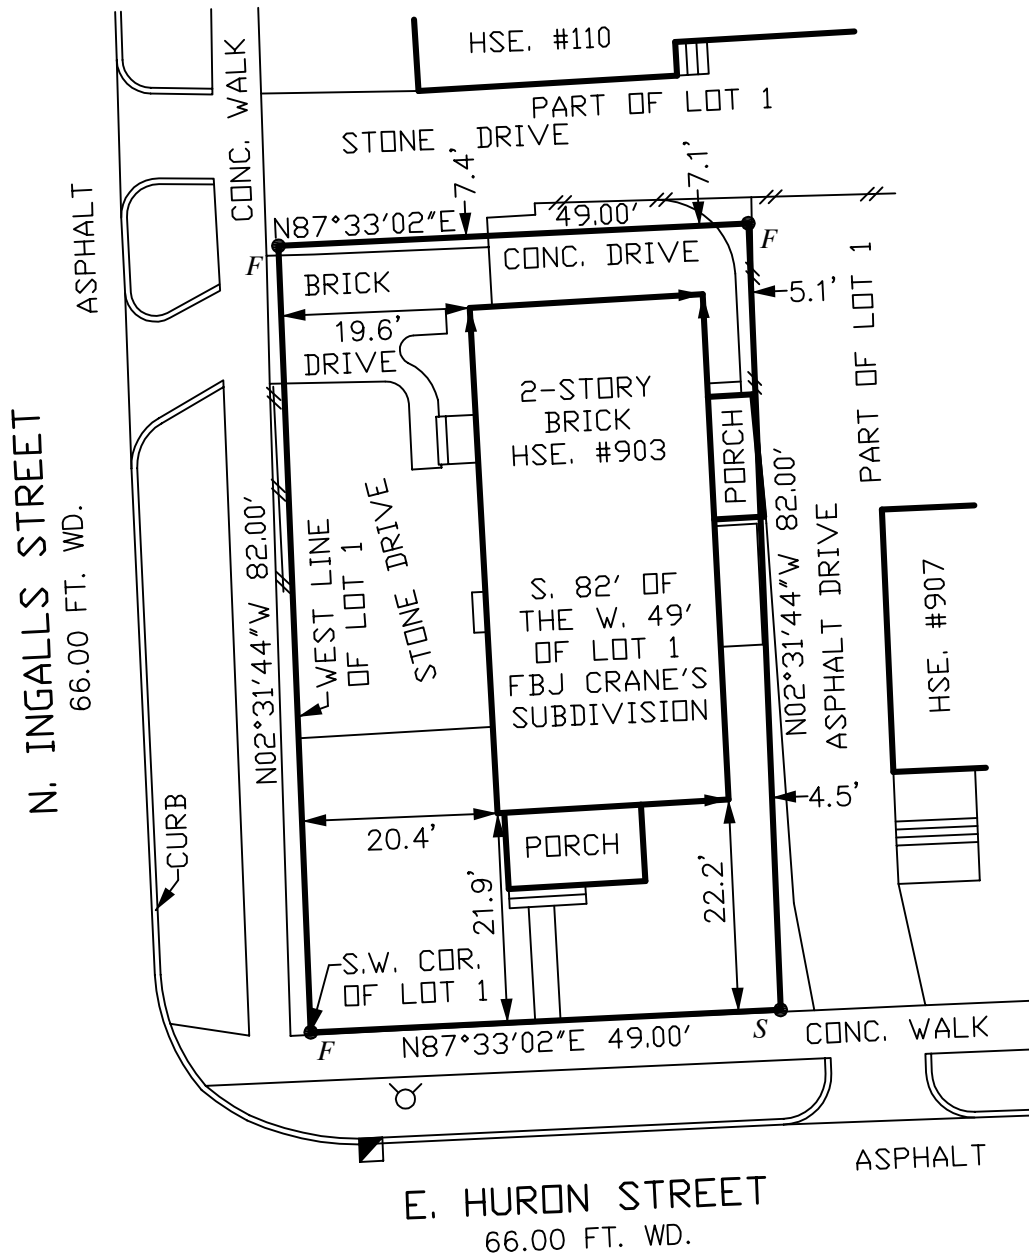 HSE. #110
PART OF LOT 1
STONE DRIVE
CONC. WALK
ASPHALT
7.4'
7.1'
N87°33'02"E 49.00'
F
F
CONC. DRIVE
BRICK
DRIVE
19.6'
5.1'
PART OF LOT 1
2-STORY
BRICK
HSE. #903
PORCH
N. INGALLS STREET
66.00 FT. WD.
N02°31'44"W 82.00'
WEST LINE
OF LOT 1
STONE DRIVE
S. 82' OF
THE W. 49'
OF LOT 1
FBJ CRANE'S
SUBDIVISION
N02°31'44"W 82.00'
ASPHALT DRIVE
HSE. #907
4.5'
CURB
20.4'
PORCH
21.9'
22.2'
S.W. COR.
OF LOT 1
F
N87°33'02"E 49.00'
S
CONC. WALK
ASPHALT
E. HURON STREET
66.00 FT. WD.